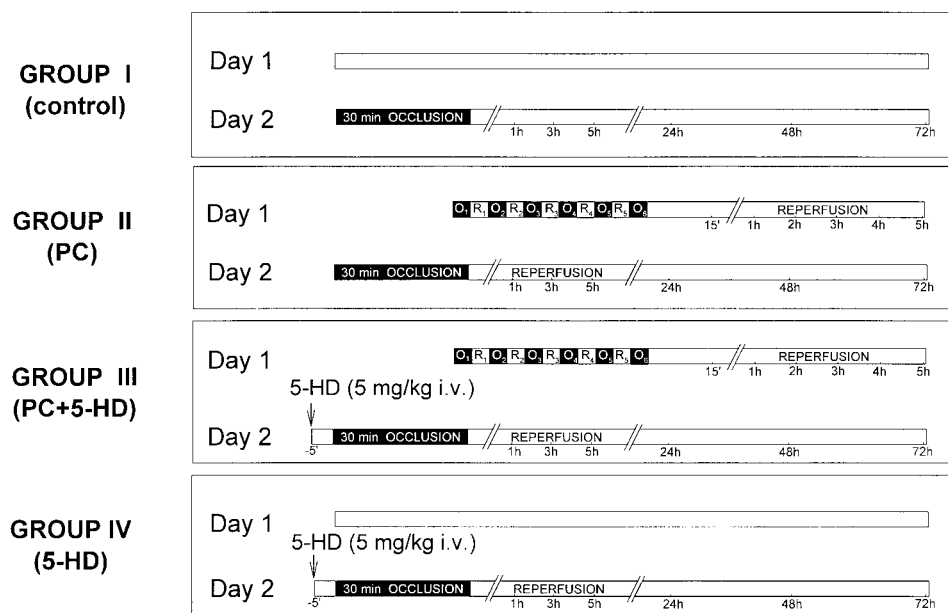 GROUP I
(control)
Day 1
Day 2
30 min OCCLUSION
1h 3h 5h 24h 48h 72h
GROUP II
(PC)
Day 1
O1 R1 O2 R2 O3 R3 O4 R4 O5 R5 O6
REPERFUSION
15' 1h 2h 3h 4h 5h
Day 2
30 min OCCLUSION REPERFUSION
1h 3h 5h 24h 48h 72h
GROUP III
(PC+5-HD)
Day 1
O1 R1 O2 R2 O3 R3 O4 R4 O5 R5 O6
REPERFUSION
15' 1h 2h 3h 4h 5h
5-HD (5 mg/kg i.v.)
Day 2
30 min OCCLUSION REPERFUSION
-5' 1h 3h 5h 24h 48h 72h
GROUP IV
(5-HD)
Day 1
5-HD (5 mg/kg i.v.)
Day 2
30 min OCCLUSION REPERFUSION
-5' 1h 3h 5h 24h 48h 72h